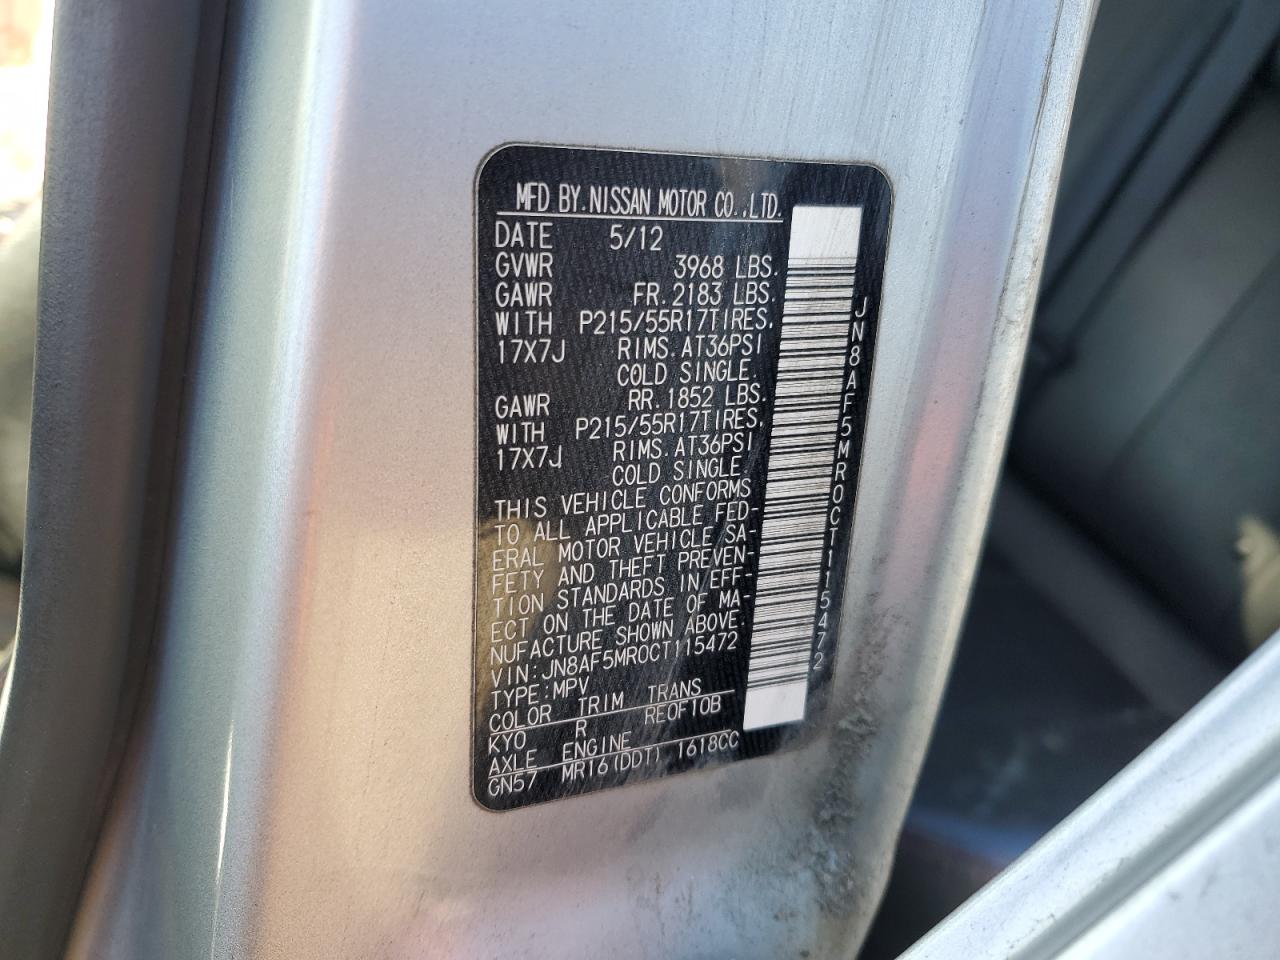 MFD BY.NISSAN MOTOR CO.,LTD.
DATE 5/12
GVWR 3968 LBS.
GAWR FR.2183 LBS.
WITH P215/55R17TIRES,
17X7J RIMS.AT36PSI
COLD SINGLE.
GAWR RR.1852 LBS.
WITH P215/55R17TIRES,
17X7J RIMS.AT36PSI
COLD SINGLE.
THIS VEHICLE CONFORMS
TO ALL APPLICABLE FED-
ERAL MOTOR VEHICLE SA-
FETY AND THEFT PREVEN-
TION STANDARDS IN EFF-
ECT ON THE DATE OF MA-
NUFACTURE SHOWN ABOVE.
VIN:JN8AF5MR0CT115472
TYPE:MPV
COLOR TRIM TRANS
KY0 R RE0F10B
AXLE ENGINE
GN57 MR16(DDT) 1618CC
JN8AF5MR0CT115472